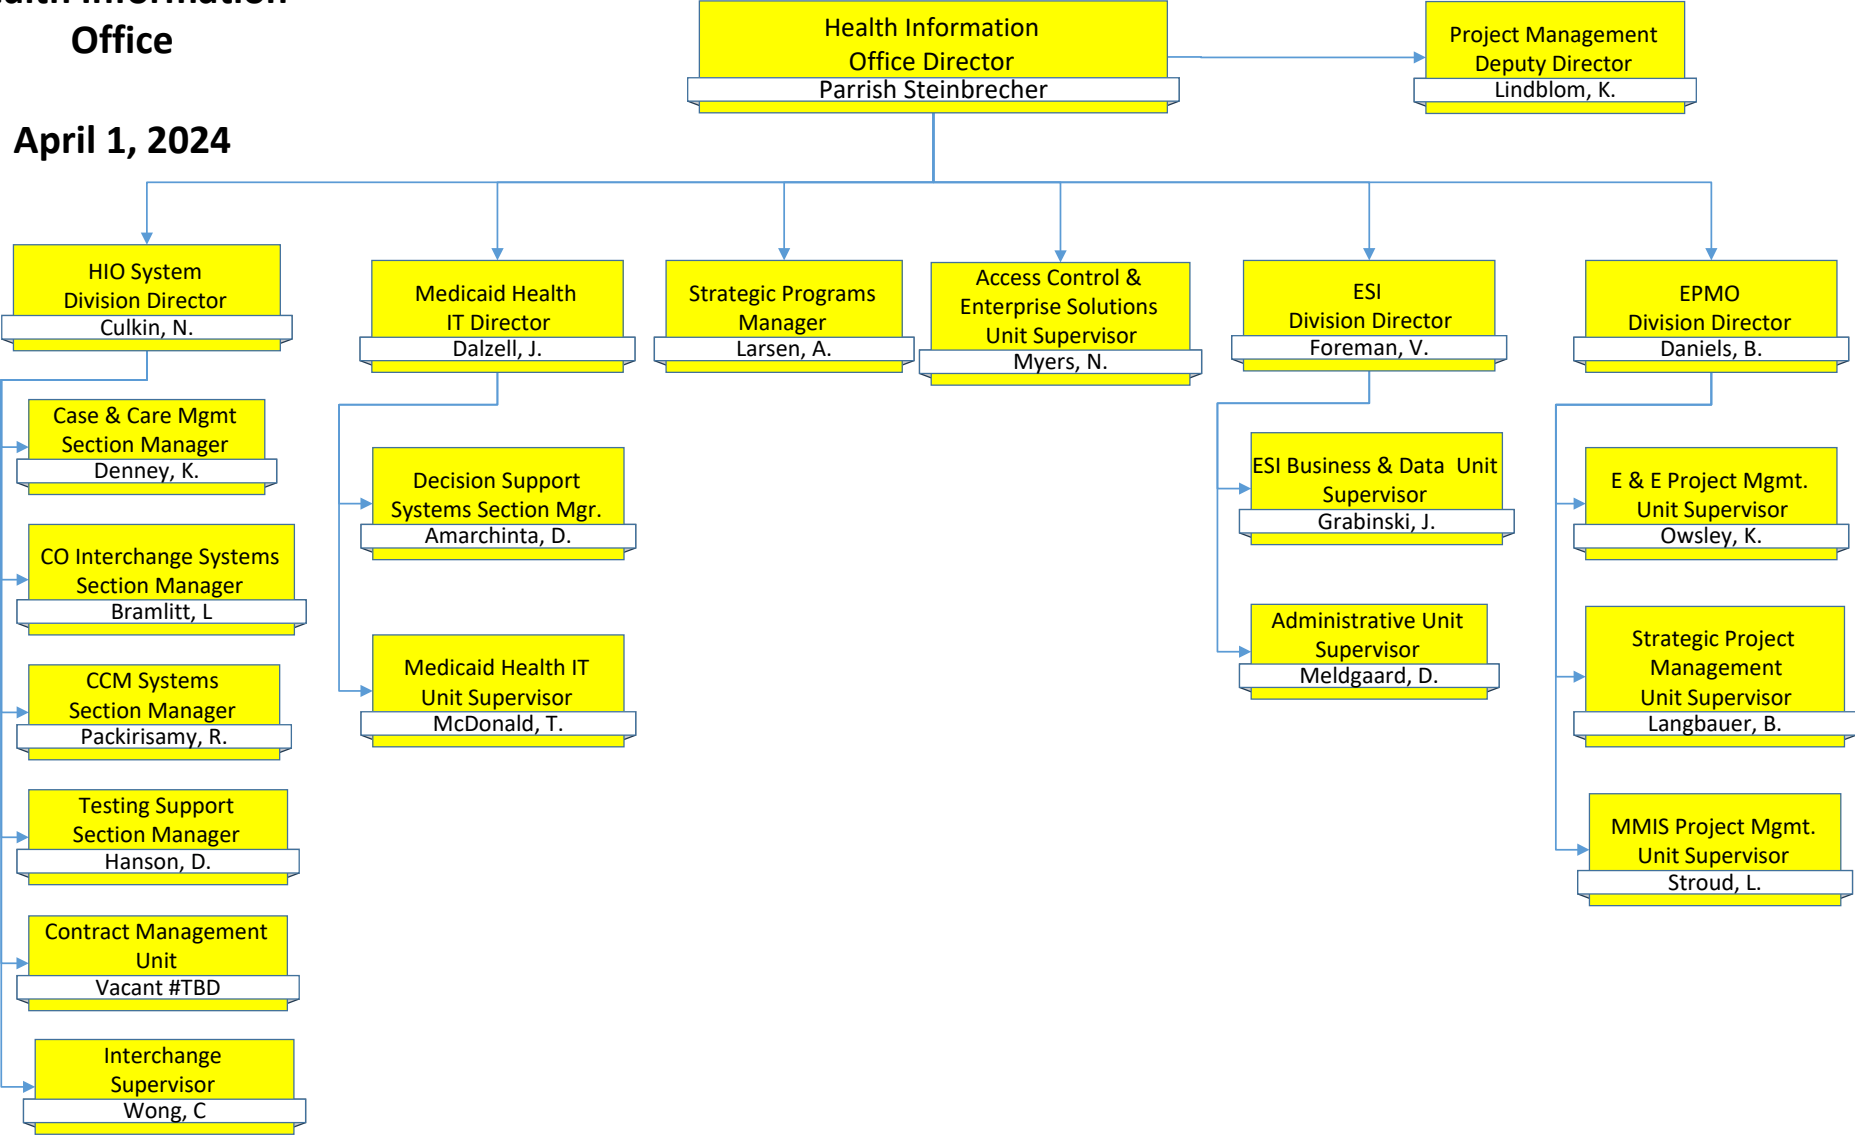 Office
April 1, 2024
Health Information
Office Director
Parrish Steinbrecher
Project Management
Deputy Director
Lindblom, K.
HIO System
Division Director
Culkin, N.
Medicaid Health
IT Director
Dalzell, J.
Strategic Programs
Manager
Larsen, A.
Access Control &
Enterprise Solutions
Unit Supervisor
Myers, N.
ESI
Division Director
Foreman, V.
EPMO
Division Director
Daniels, B.
Case & Care Mgmt
Section Manager
Denney, K.
CO Interchange Systems
Section Manager
Bramlitt, L
CCM Systems
Section Manager
Packirisamy, R.
Testing Support
Section Manager
Hanson, D.
Contract Management
Unit
Vacant #TBD
Interchange
Supervisor
Wong, C
Decision Support
Systems Section Mgr.
Amarchinta, D.
Medicaid Health IT
Unit Supervisor
McDonald, T.
ESI Business & Data Unit
Supervisor
Grabinski, J.
Administrative Unit
Supervisor
Meldgaard, D.
E & E Project Mgmt.
Unit Supervisor
Owsley, K.
Strategic Project
Management
Unit Supervisor
Langbauer, B.
MMIS Project Mgmt.
Unit Supervisor
Stroud, L.